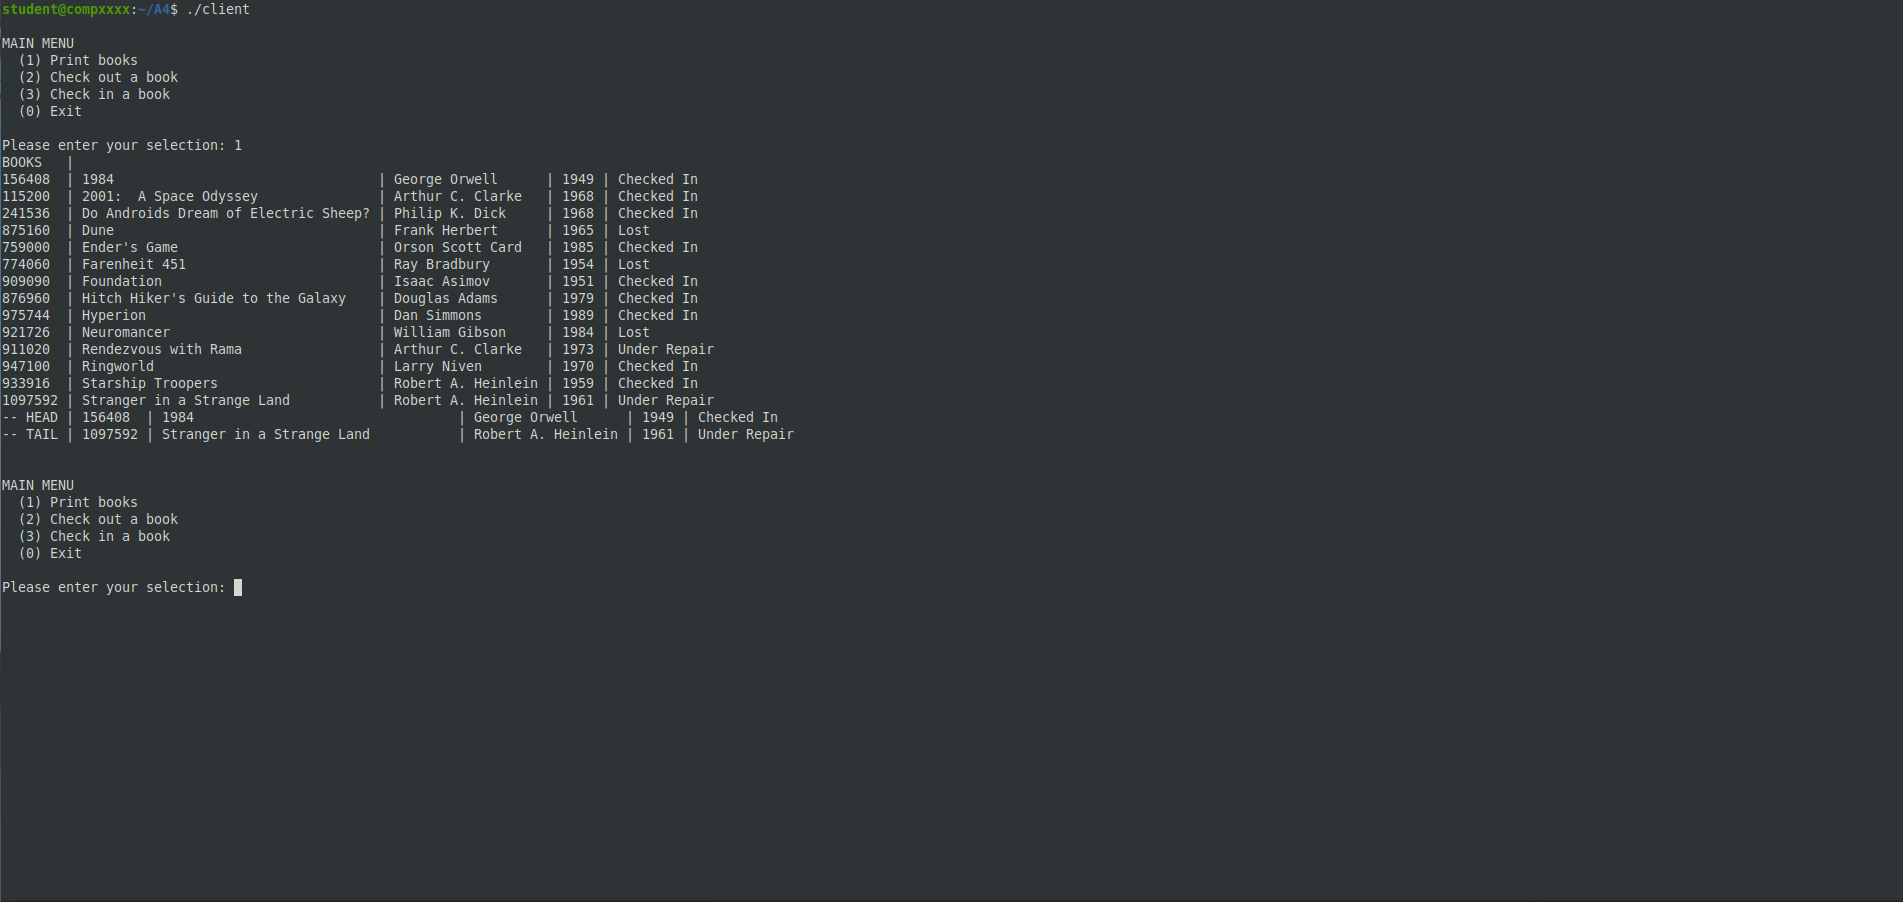 student@compxxxx:~/A4$ ./client
MAIN MENU
  (1) Print books
  (2) Check out a book
  (3) Check in a book
  (0) Exit
Please enter your selection: 1
BOOKS   |
156408  | 1984                                 | George Orwell      | 1949 | Checked In
115200  | 2001:  A Space Odyssey               | Arthur C. Clarke   | 1968 | Checked In
241536  | Do Androids Dream of Electric Sheep? | Philip K. Dick     | 1968 | Checked In
875160  | Dune                                 | Frank Herbert      | 1965 | Lost
759000  | Ender's Game                         | Orson Scott Card   | 1985 | Checked In
774060  | Farenheit 451                        | Ray Bradbury       | 1954 | Lost
909090  | Foundation                           | Isaac Asimov       | 1951 | Checked In
876960  | Hitch Hiker's Guide to the Galaxy    | Douglas Adams      | 1979 | Checked In
975744  | Hyperion                             | Dan Simmons        | 1989 | Checked In
921726  | Neuromancer                          | William Gibson     | 1984 | Lost
911020  | Rendezvous with Rama                 | Arthur C. Clarke   | 1973 | Under Repair
947100  | Ringworld                            | Larry Niven        | 1970 | Checked In
933916  | Starship Troopers                    | Robert A. Heinlein | 1959 | Checked In
1097592 | Stranger in a Strange Land           | Robert A. Heinlein | 1961 | Under Repair
-- HEAD | 156408  | 1984                                 | George Orwell      | 1949 | Checked In
-- TAIL | 1097592 | Stranger in a Strange Land           | Robert A. Heinlein | 1961 | Under Repair
MAIN MENU
  (1) Print books
  (2) Check out a book
  (3) Check in a book
  (0) Exit
Please enter your selection: